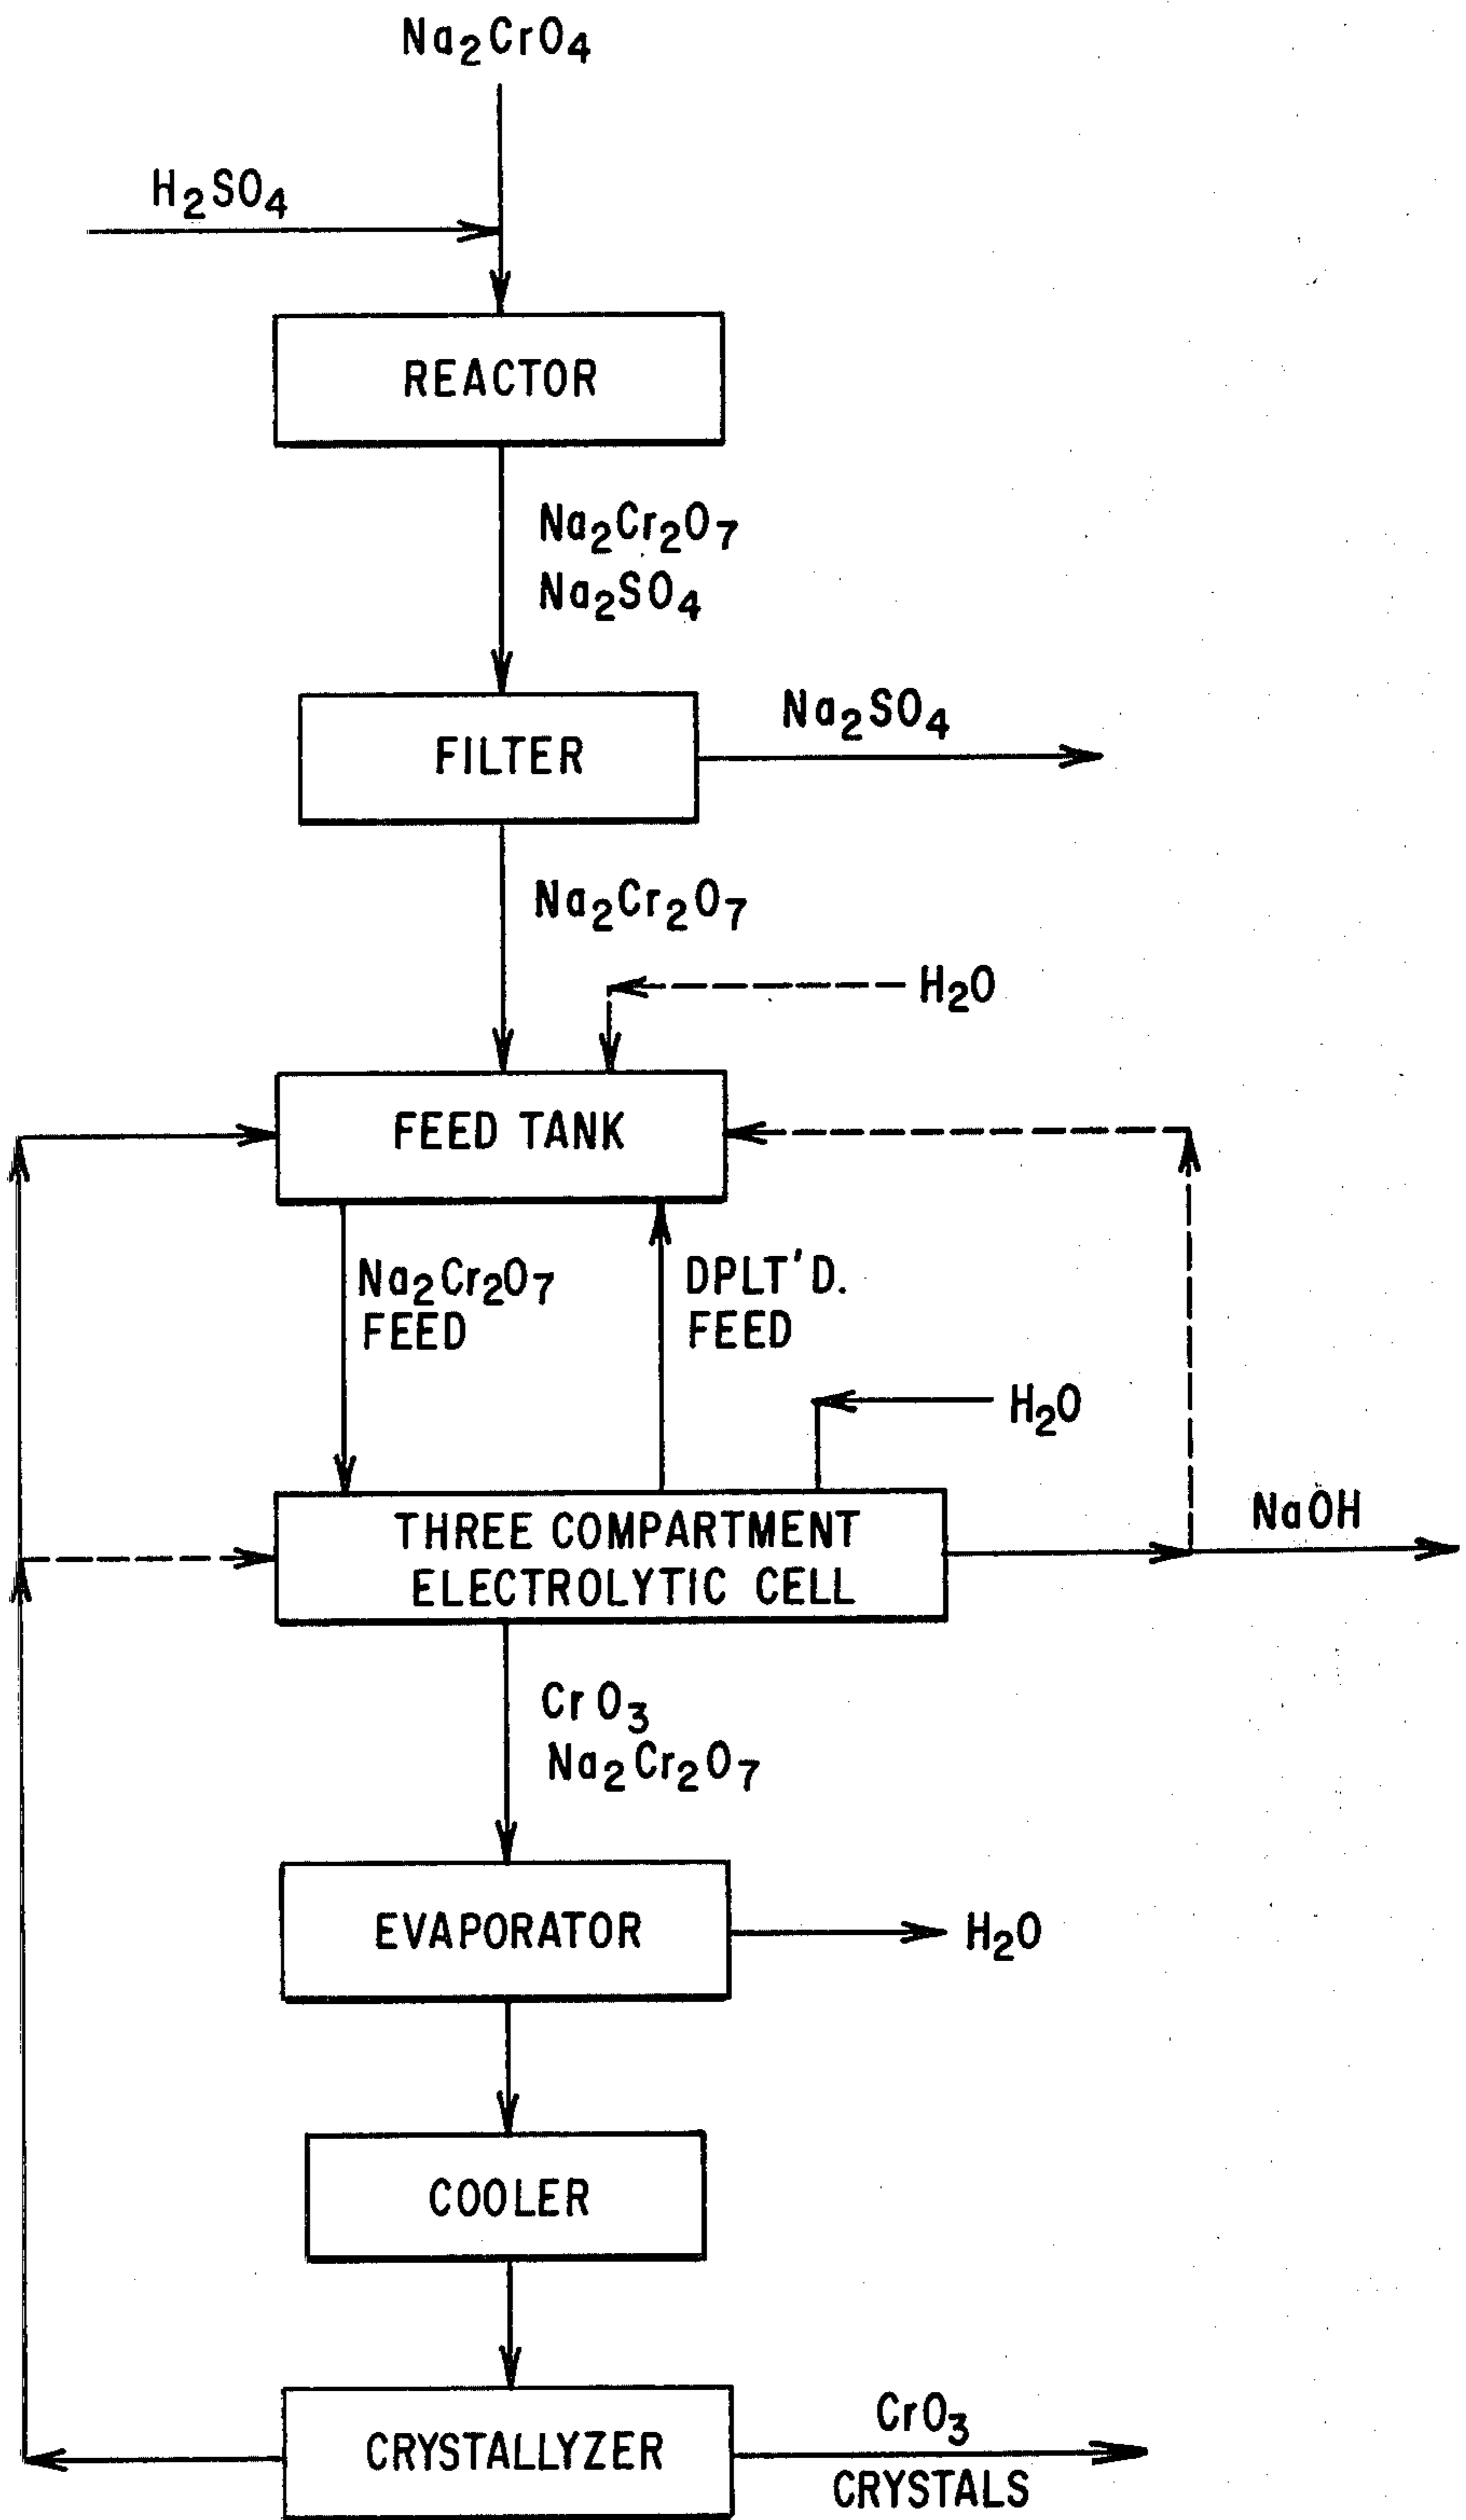 Na₂CrO₄
H₂SO₄
REACTOR
Na₂Cr₂O₇
Na₂SO₄
FILTER
Na₂SO₄
Na₂Cr₂O₇
H₂O
FEED TANK
Na₂Cr₂O₇
FEED
DPLT'D.
FEED
H₂O
THREE COMPARTMENT
ELECTROLYTIC CELL
NaOH
CrO₃
Na₂Cr₂O₇
EVAPORATOR
H₂O
COOLER
CRYSTALLYZER
CrO₃
CRYSTALS